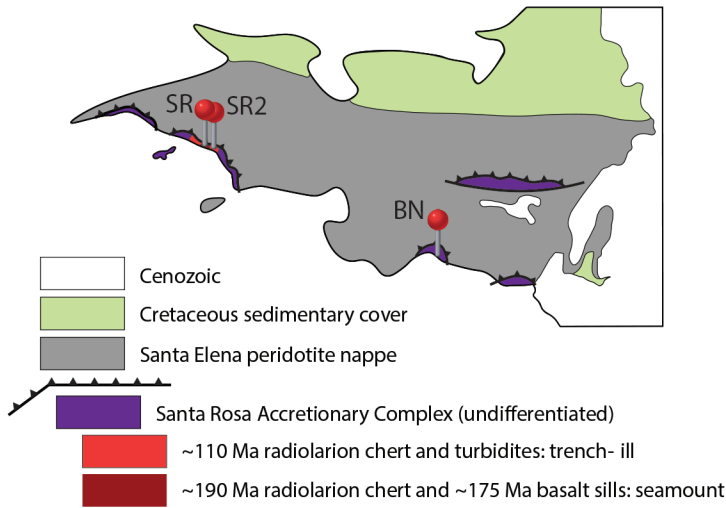 SR SR2
BN
Cenozoic
Cretaceous sedimentary cover
Santa Elena peridotite nappe
Santa Rosa Accretionary Complex (undifferentiated)
~110 Ma radiolarion chert and turbidites: trench- ill
~190 Ma radiolarion chert and ~175 Ma basalt sills: seamount